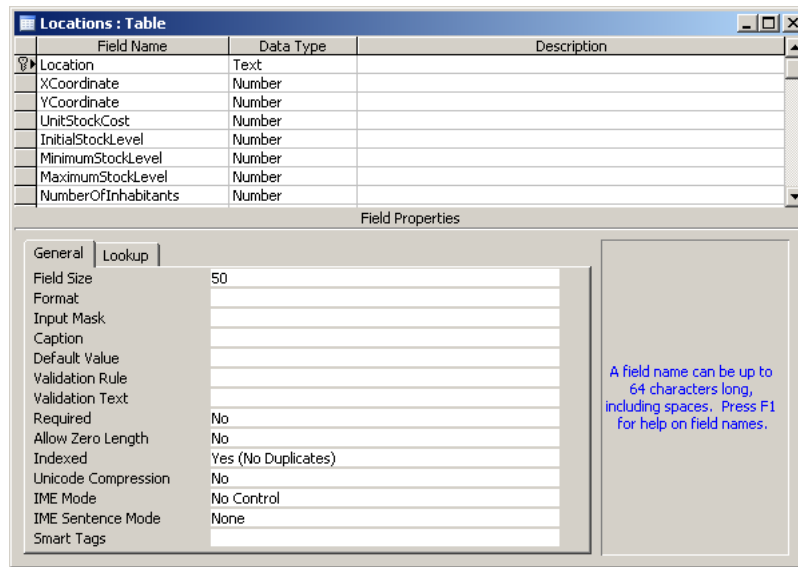 Locations : Table
Field Name Data Type Description
Location Text
XCoordinate Number
YCoordinate Number
UnitStockCost Number
InitialStockLevel Number
MinimumStockLevel Number
MaximumStockLevel Number
NumberOfInhabitants Number
Field Properties
General Lookup
Field Size 50
Format
Input Mask
Caption
Default Value
Validation Rule
Validation Text
Required No
Allow Zero Length No
Indexed Yes (No Duplicates)
Unicode Compression No
IME Mode No Control
IME Sentence Mode None
Smart Tags
A field name can be up to
64 characters long,
including spaces. Press F1
for help on field names.